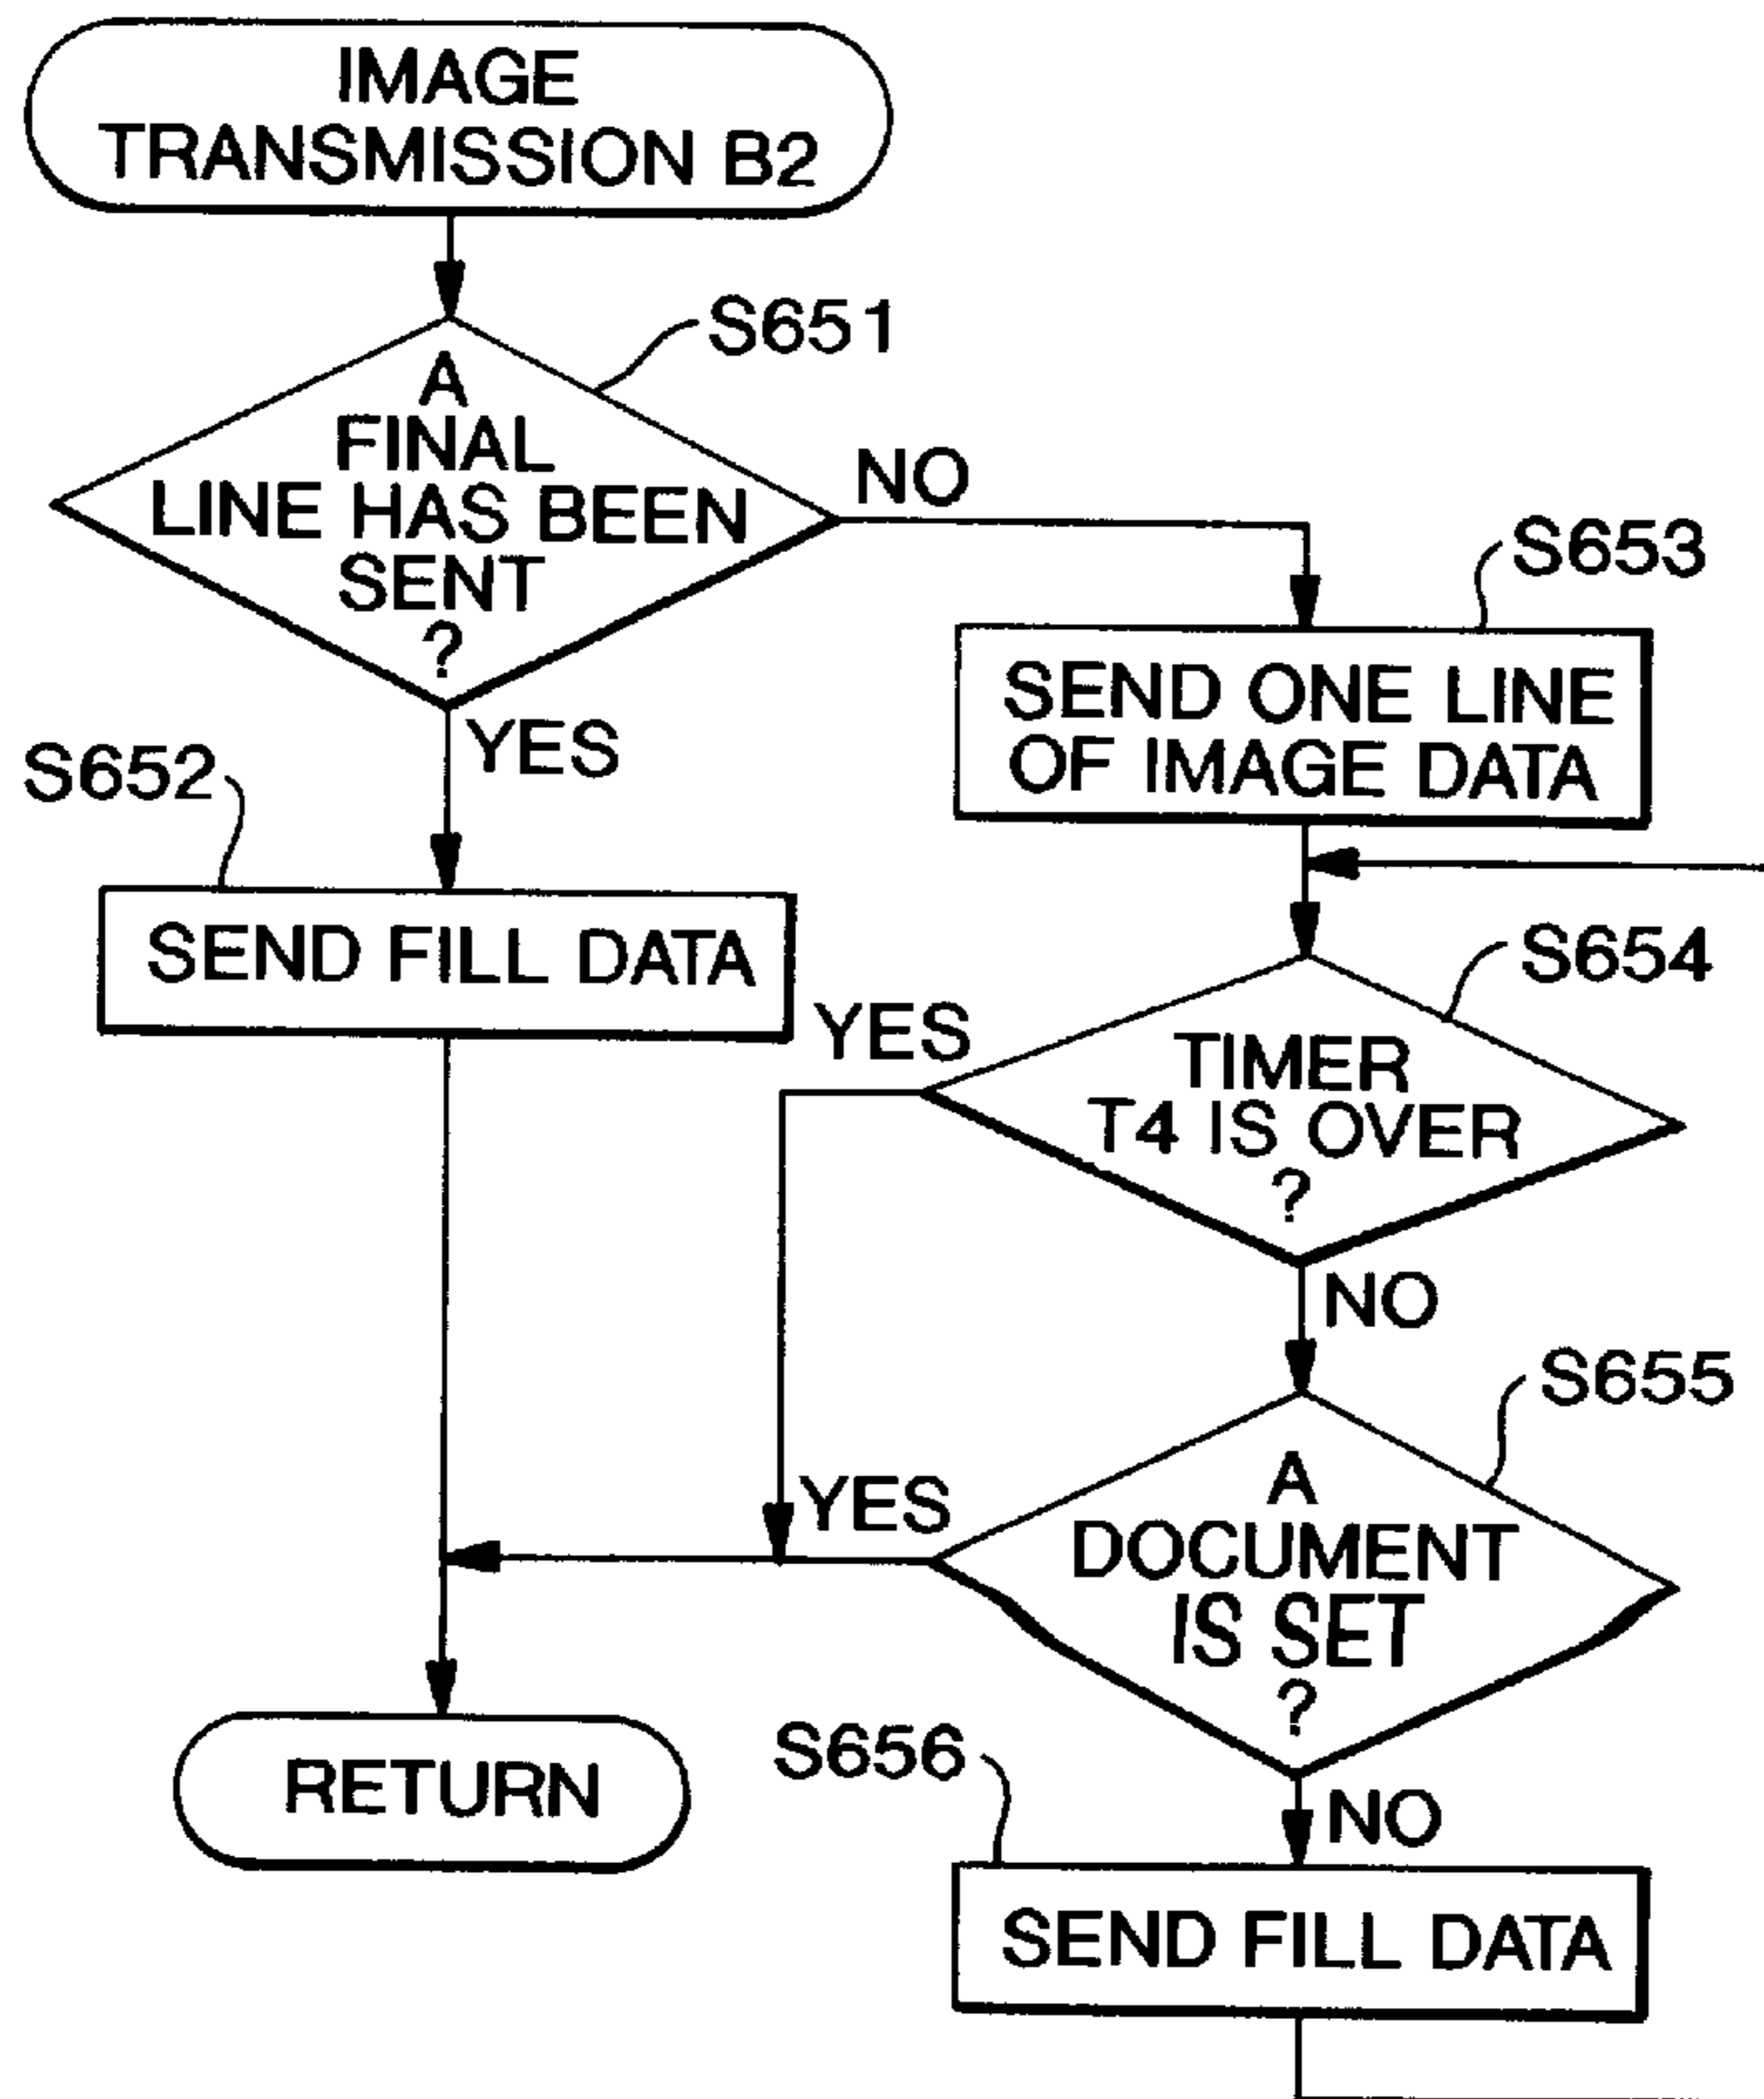 IMAGE
TRANSMISSION B2
S651
A
FINAL
LINE HAS BEEN
SENT
?
NO
YES
S653
SEND ONE LINE
OF IMAGE DATA
S652
SEND FILL DATA
S654
YES
TIMER
T4 IS OVER
?
NO
S655
YES
A
DOCUMENT
IS SET
?
RETURN
S656
NO
SEND FILL DATA